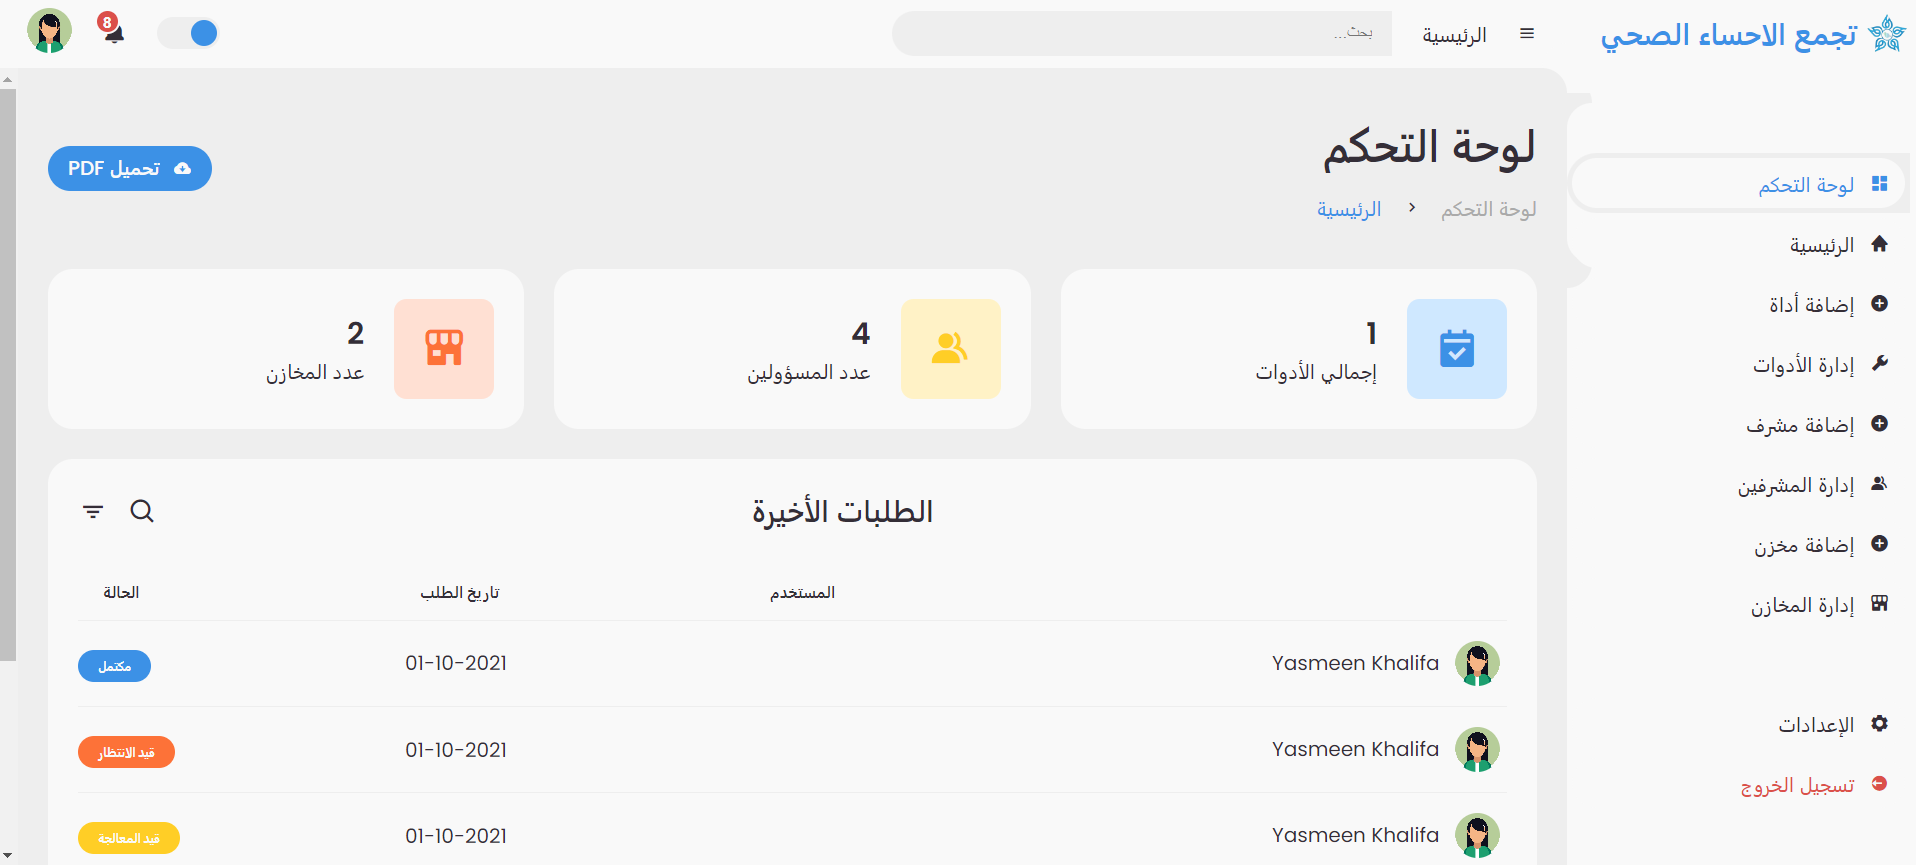 تجمع الاحساء الصحي
الرئيسية
بحث...
8
لوحة التحكم
الرئيسية
إضافة أداة
إدارة الأدوات
إضافة مشرف
إدارة المشرفين
إضافة مخزن
إدارة المخازن
الإعدادات
تسجيل الخروج
لوحة التحكم
لوحة التحكم
الرئيسية
تحميل PDF
1
إجمالي الأدوات
4
عدد المسؤولين
2
عدد المخازن
الطلبات الأخيرة
المستخدم تاريخ الطلب الحالة
Yasmeen Khalifa 01-10-2021 مكتمل
Yasmeen Khalifa 01-10-2021 قيد الانتظار
Yasmeen Khalifa 01-10-2021 قيد المعالجة